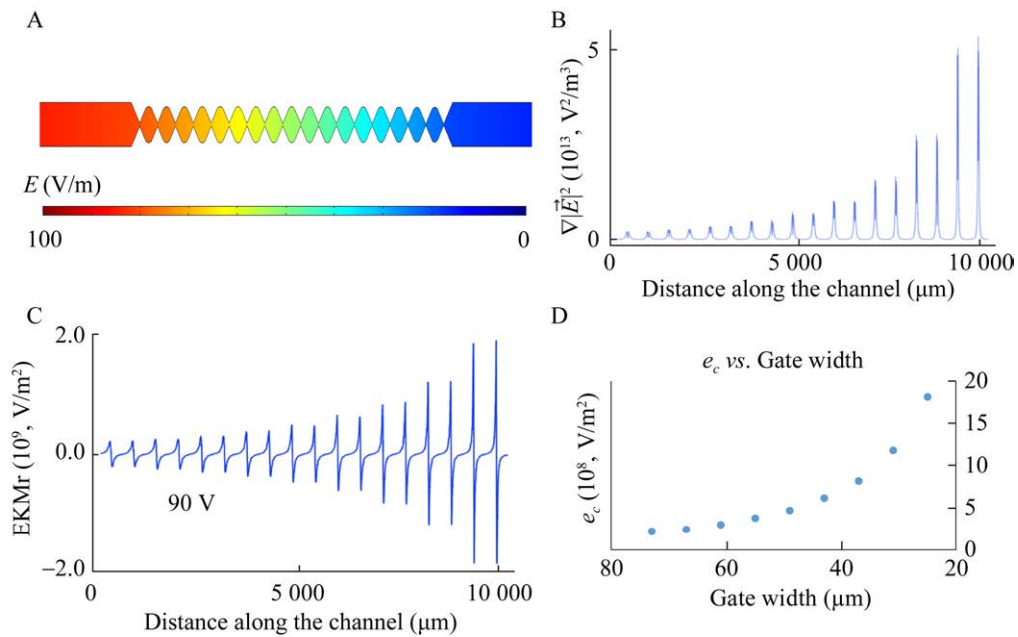 A
E (V/m)
100
0
B
∇|E⃗|² (10¹³, V²/m³)
5
0
0
5 000
10 000
Distance along the channel (μm)
C
EKMr (10⁹, V/m²)
2.0
0.0
−2.0
90 V
0
5 000
10 000
Distance along the channel (μm)
D
e_c vs. Gate width
e_c (10⁸, V/m²)
20
15
10
5
0
80
60
40
20
Gate width (μm)